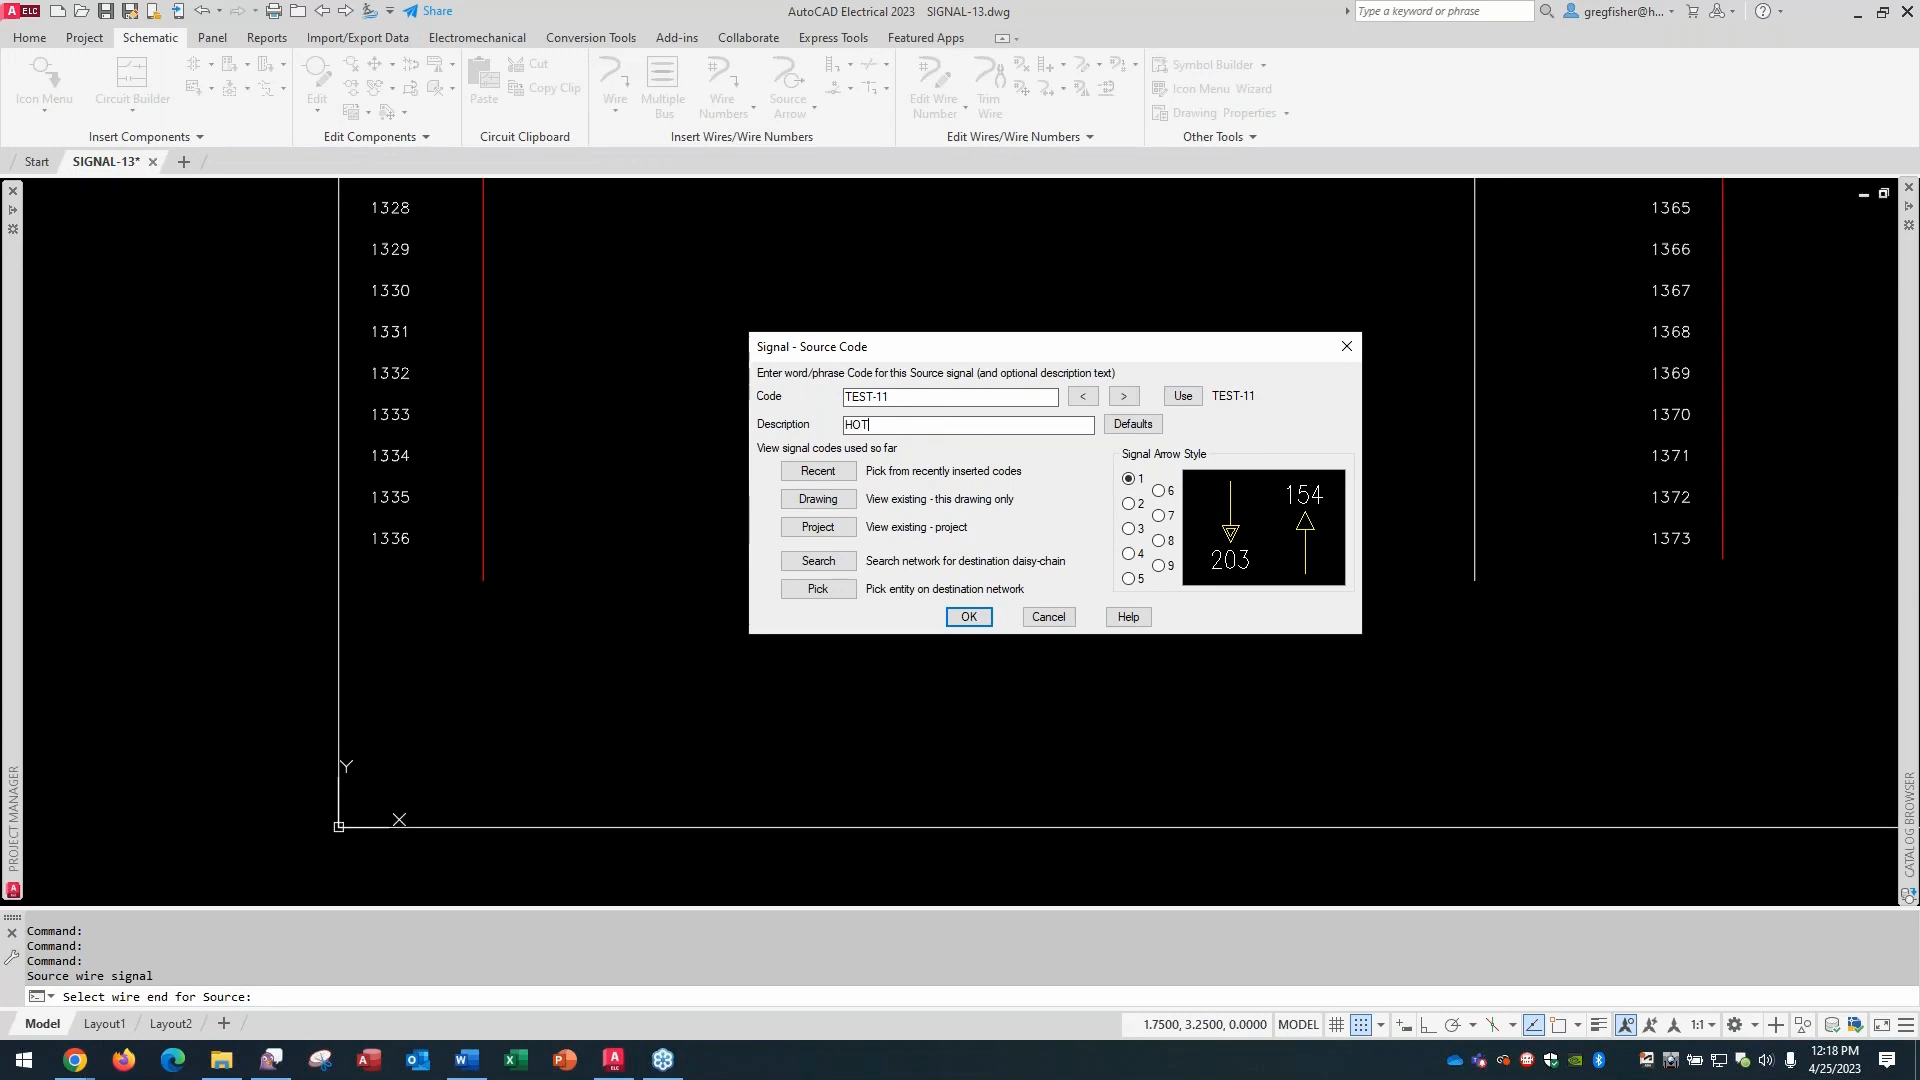 A ELC
Share
AutoCAD Electrical 2023 SIGNAL-13.dwg
Type a keyword or phrase
gregfisher@h...
Home Project Schematic Panel Reports Import/Export Data Electromechanical Conversion Tools Add-ins Collaborate Express Tools Featured Apps
Icon Menu
Circuit Builder
Edit
Paste
Cut
Copy Clip
Wire
Multiple Bus
Wire Numbers
Source Arrow
Edit Wire Number
Trim Wire
Symbol Builder
Icon Menu Wizard
Drawing Properties
Insert Components Edit Components Circuit Clipboard Insert Wires/Wire Numbers Edit Wires/Wire Numbers Other Tools
Start SIGNAL-13*
1328
1329
1330
1331
1332
1333
1334
1335
1336
1365
1366
1367
1368
1369
1370
1371
1372
1373
Signal - Source Code
Enter word/phrase Code for this Source signal (and optional description text)
Code TEST-11 < > Use TEST-11
Description HOT Defaults
View signal codes used so far
Recent Pick from recently inserted codes
Drawing View existing - this drawing only
Project View existing - project
Search Search network for destination daisy-chain
Pick Pick entity on destination network
Signal Arrow Style
1
2
3
4
5
6
7
8
9
154
203
OK Cancel Help
Y
X
PROJECT MANAGER
CATALOG BROWSER
Command:
Command:
Command:
Source wire signal
Select wire end for Source:
Model Layout1 Layout2
1.7500, 3.2500, 0.0000 MODEL 1:1
12:18 PM
4/25/2023